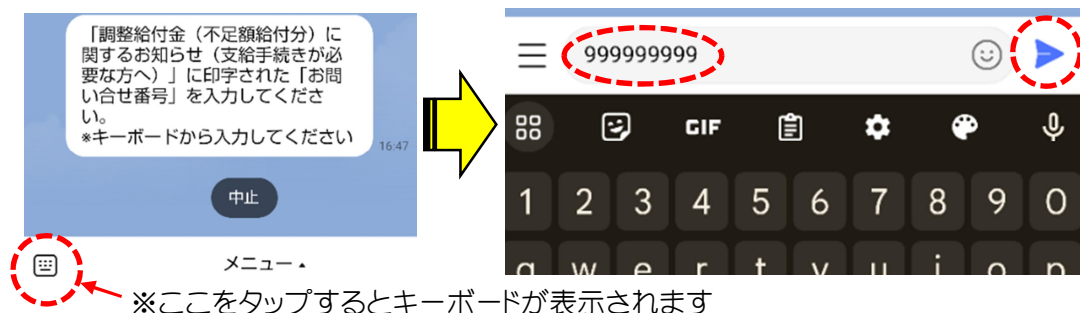 「調整給付金（不足額給付分）に
関するお知らせ（支給手続きが必
要な方へ）」に印字された「お問
い合せ番号」を入力してくださ
い。
*キーボードから入力してください
16:47
中止
メニュー▲
※ここをタップするとキーボードが表示されます
999999999
GIF
1 2 3 4 5 6 7 8 9 0
q w e r t y u i o p